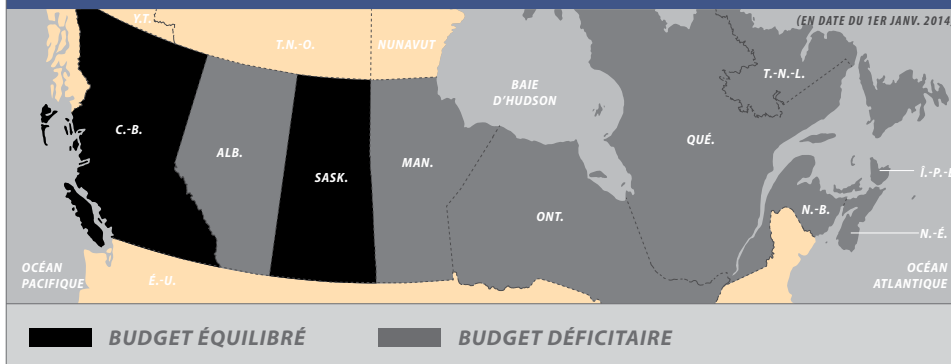 (EN DATE DU 1ER JANV. 2014)
Y.T.
T.N.-O.
NUNAVUT
BAIE
D'HUDSON
T.-N.-L.
C.-B.
ALB.
SASK.
MAN.
ONT.
QUÉ.
Î.-P.-É
N.-B.
N.-É.
OCÉAN
PACIFIQUE
É.-U.
OCÉAN
ATLANTIQUE
BUDGET ÉQUILIBRÉ
BUDGET DÉFICITAIRE